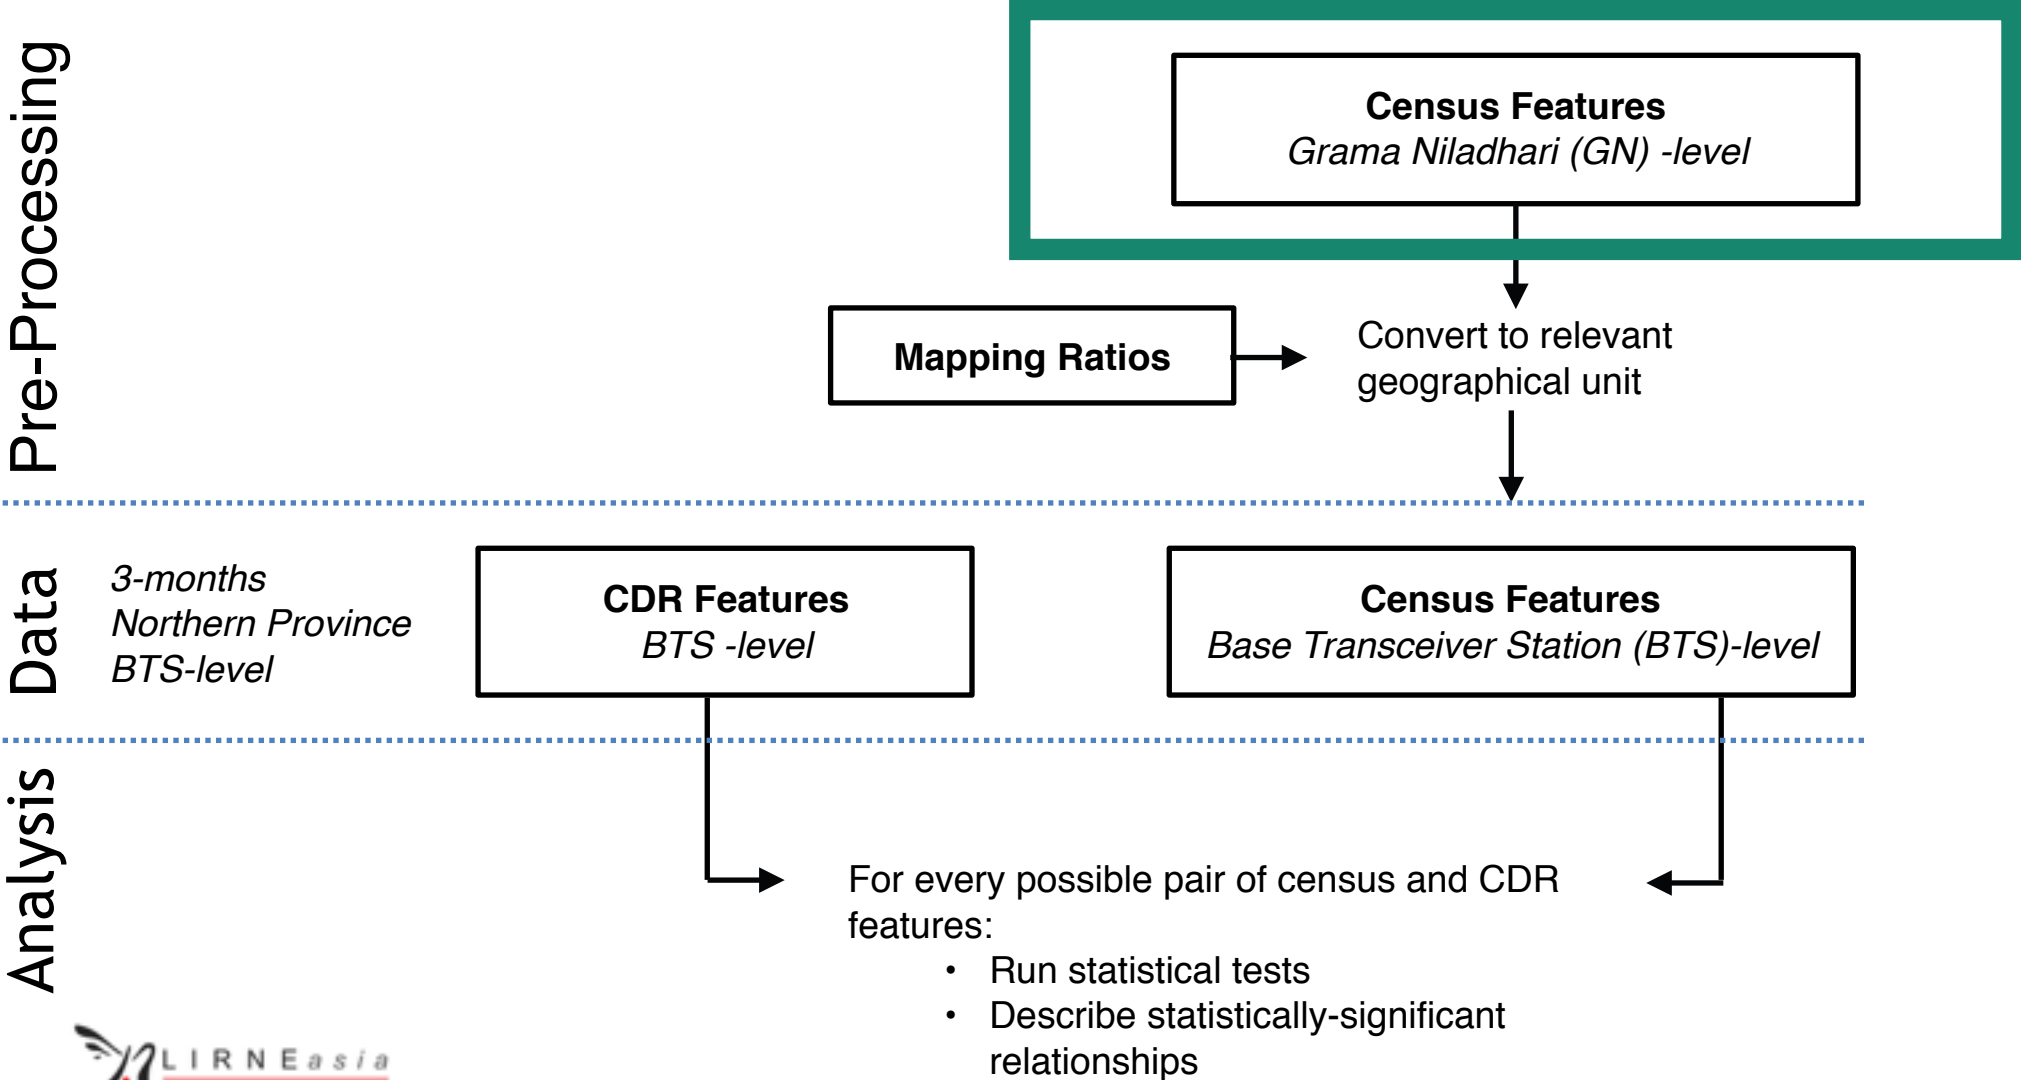 Pre-Processing
Census Features
Grama Niladhari (GN) -level
Mapping Ratios
Convert to relevant
geographical unit
Data
3-months
Northern Province
BTS-level
CDR Features
BTS -level
Census Features
Base Transceiver Station (BTS)-level
Analysis
For every possible pair of census and CDR
features:
• Run statistical tests
• Describe statistically-significant
relationships
LIRNEasia